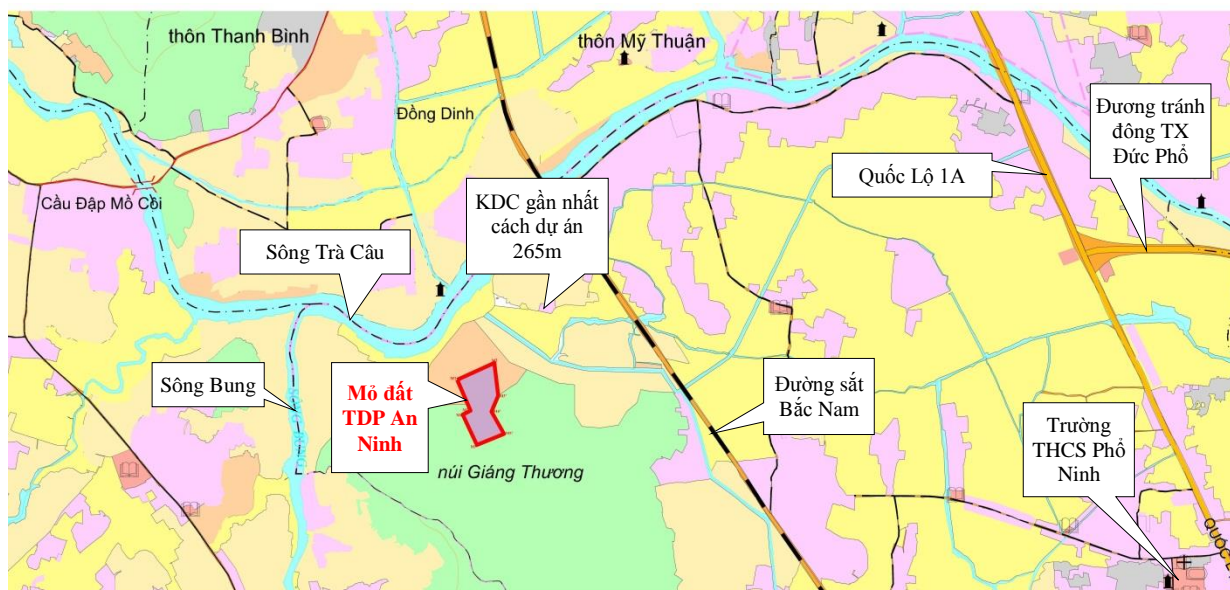 thôn Thanh Bình
thôn Mỹ Thuận
Đồng Dinh
Đương tránh
đông TX
Đức Phổ
Quốc Lộ 1A
Cầu Đập Mồ Côi
KDC gần nhất
cách dự án
265m
Sông Trà Câu
Sông Bung
Mỏ đất
TDP An
Ninh
núi Giáng Thương
Đường sắt
Bắc Nam
Trường
THCS Phổ
Ninh